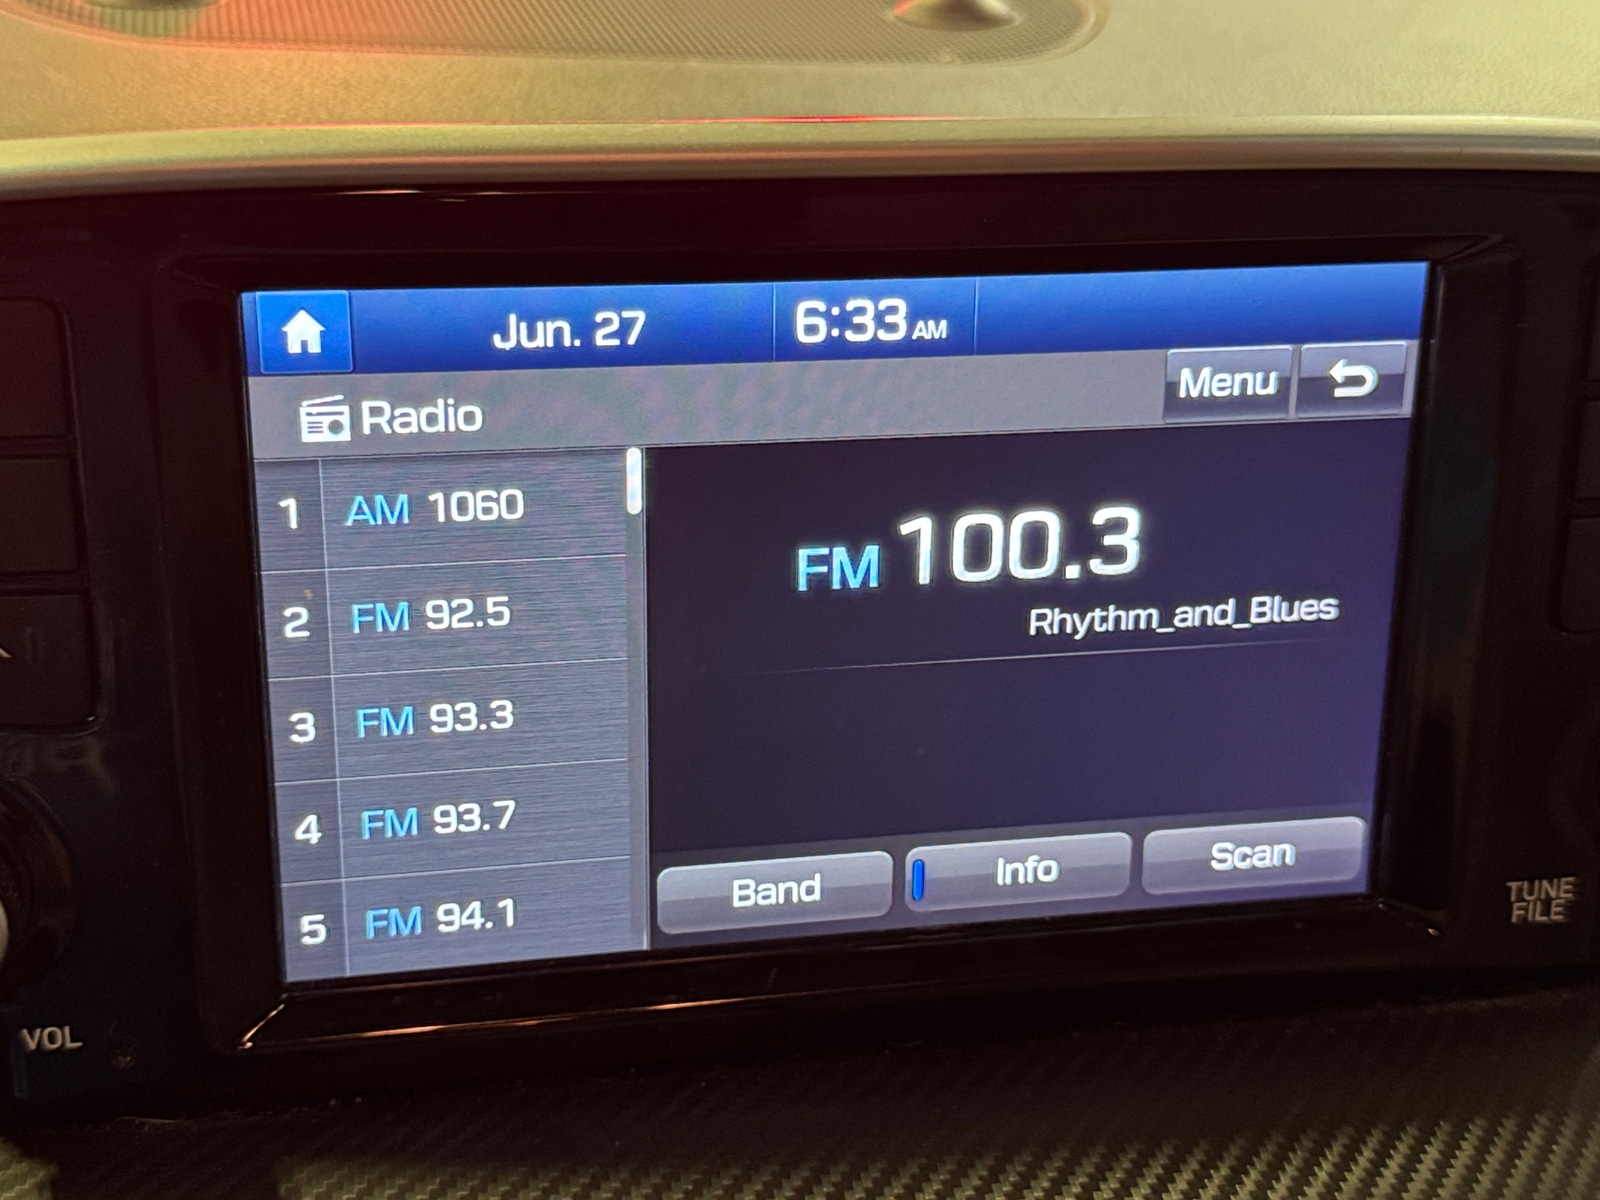 Jun. 27
6:33 AM
Radio
Menu
1 AM 1060
2 FM 92.5
3 FM 93.3
4 FM 93.7
5 FM 94.1
FM 100.3
Rhythm_and_Blues
Band
Info
Scan
VOL
TUNE
FILE